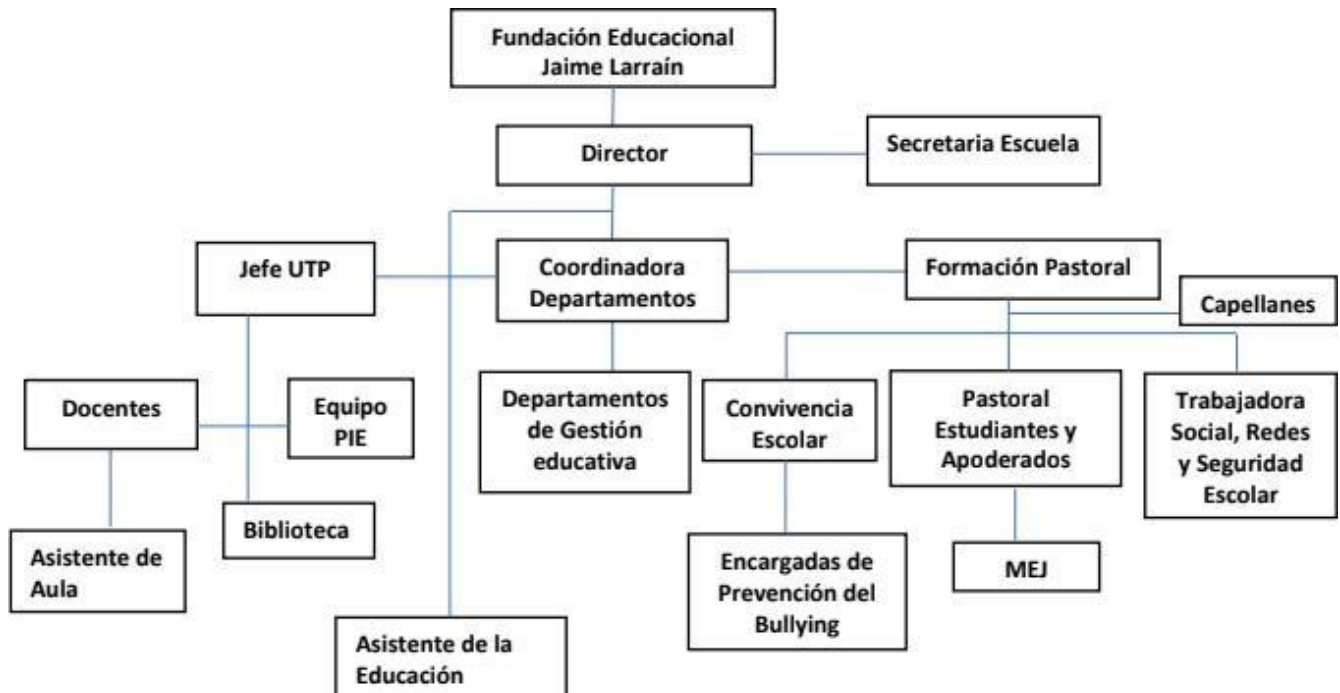 Fundación Educacional
Jaime Larraín
Director
Secretaria Escuela
Jefe UTP
Coordinadora
Departamentos
Formación Pastoral
Capellanes
Docentes
Equipo
PIE
Departamentos
de Gestión
educativa
Convivencia
Escolar
Pastoral
Estudiantes y
Apoderados
Trabajadora
Social, Redes
y Seguridad
Escolar
Asistente de
Aula
Biblioteca
Encargadas de
Prevención del
Bullying
MEJ
Asistente de la
Educación